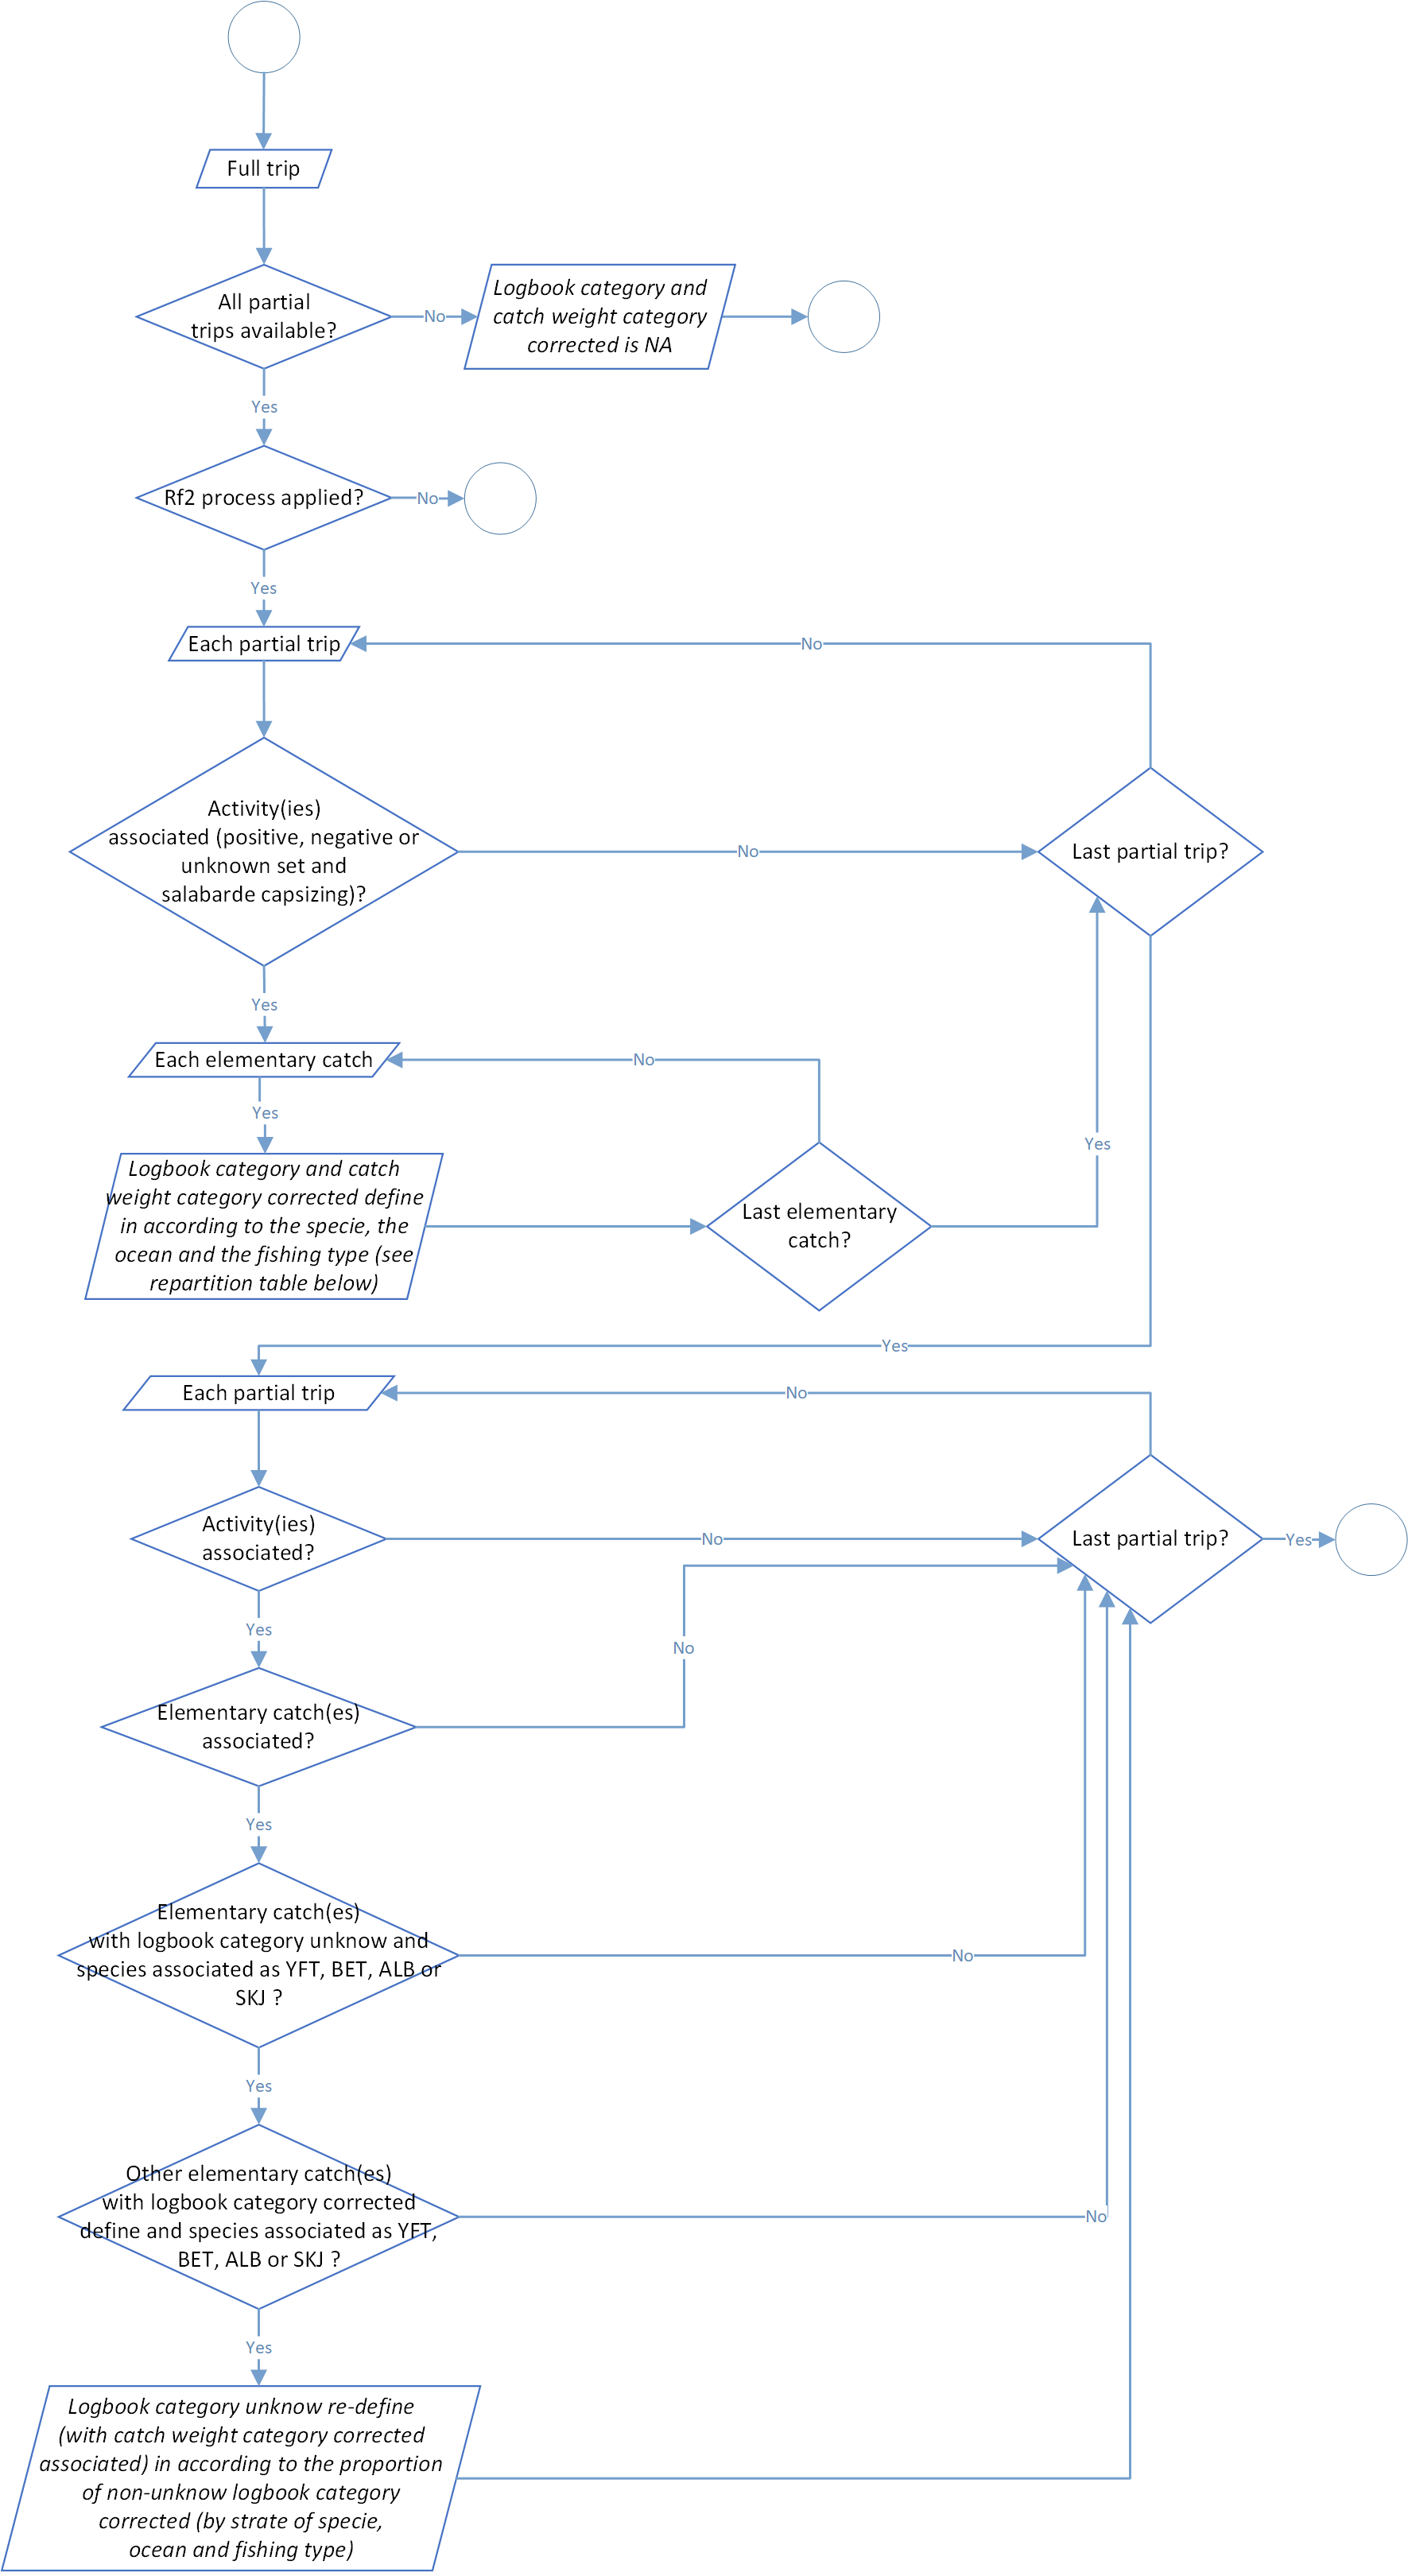 Full trip
All partial
trips available?
No
Logbook category and
catch weight category
corrected is NA
Yes
Rf2 process applied?
No
Yes
Each partial trip
No
Activity(ies)
associated (positive, negative or
unknown set and
salabarde capsizing)?
No
Last partial trip?
Yes
Each elementary catch
No
Yes
Yes
Logbook category and catch
weight category corrected define
in according to the specie, the
ocean and the fishing type (see
repartition table below)
Last elementary
catch?
Yes
Each partial trip
No
Activity(ies)
associated?
No
Last partial trip?
Yes
Yes
No
Elementary catch(es)
associated?
Yes
Elementary catch(es)
with logbook category unknow and
species associated as YFT, BET, ALB or
SKJ ?
No
Yes
Other elementary catch(es)
with logbook category corrected
define and species associated as YFT,
BET, ALB or SKJ ?
No
Yes
Logbook category unknow re-define
(with catch weight category corrected
associated) in according to the proportion
of non-unknow logbook category
corrected (by strate of specie,
ocean and fishing type)